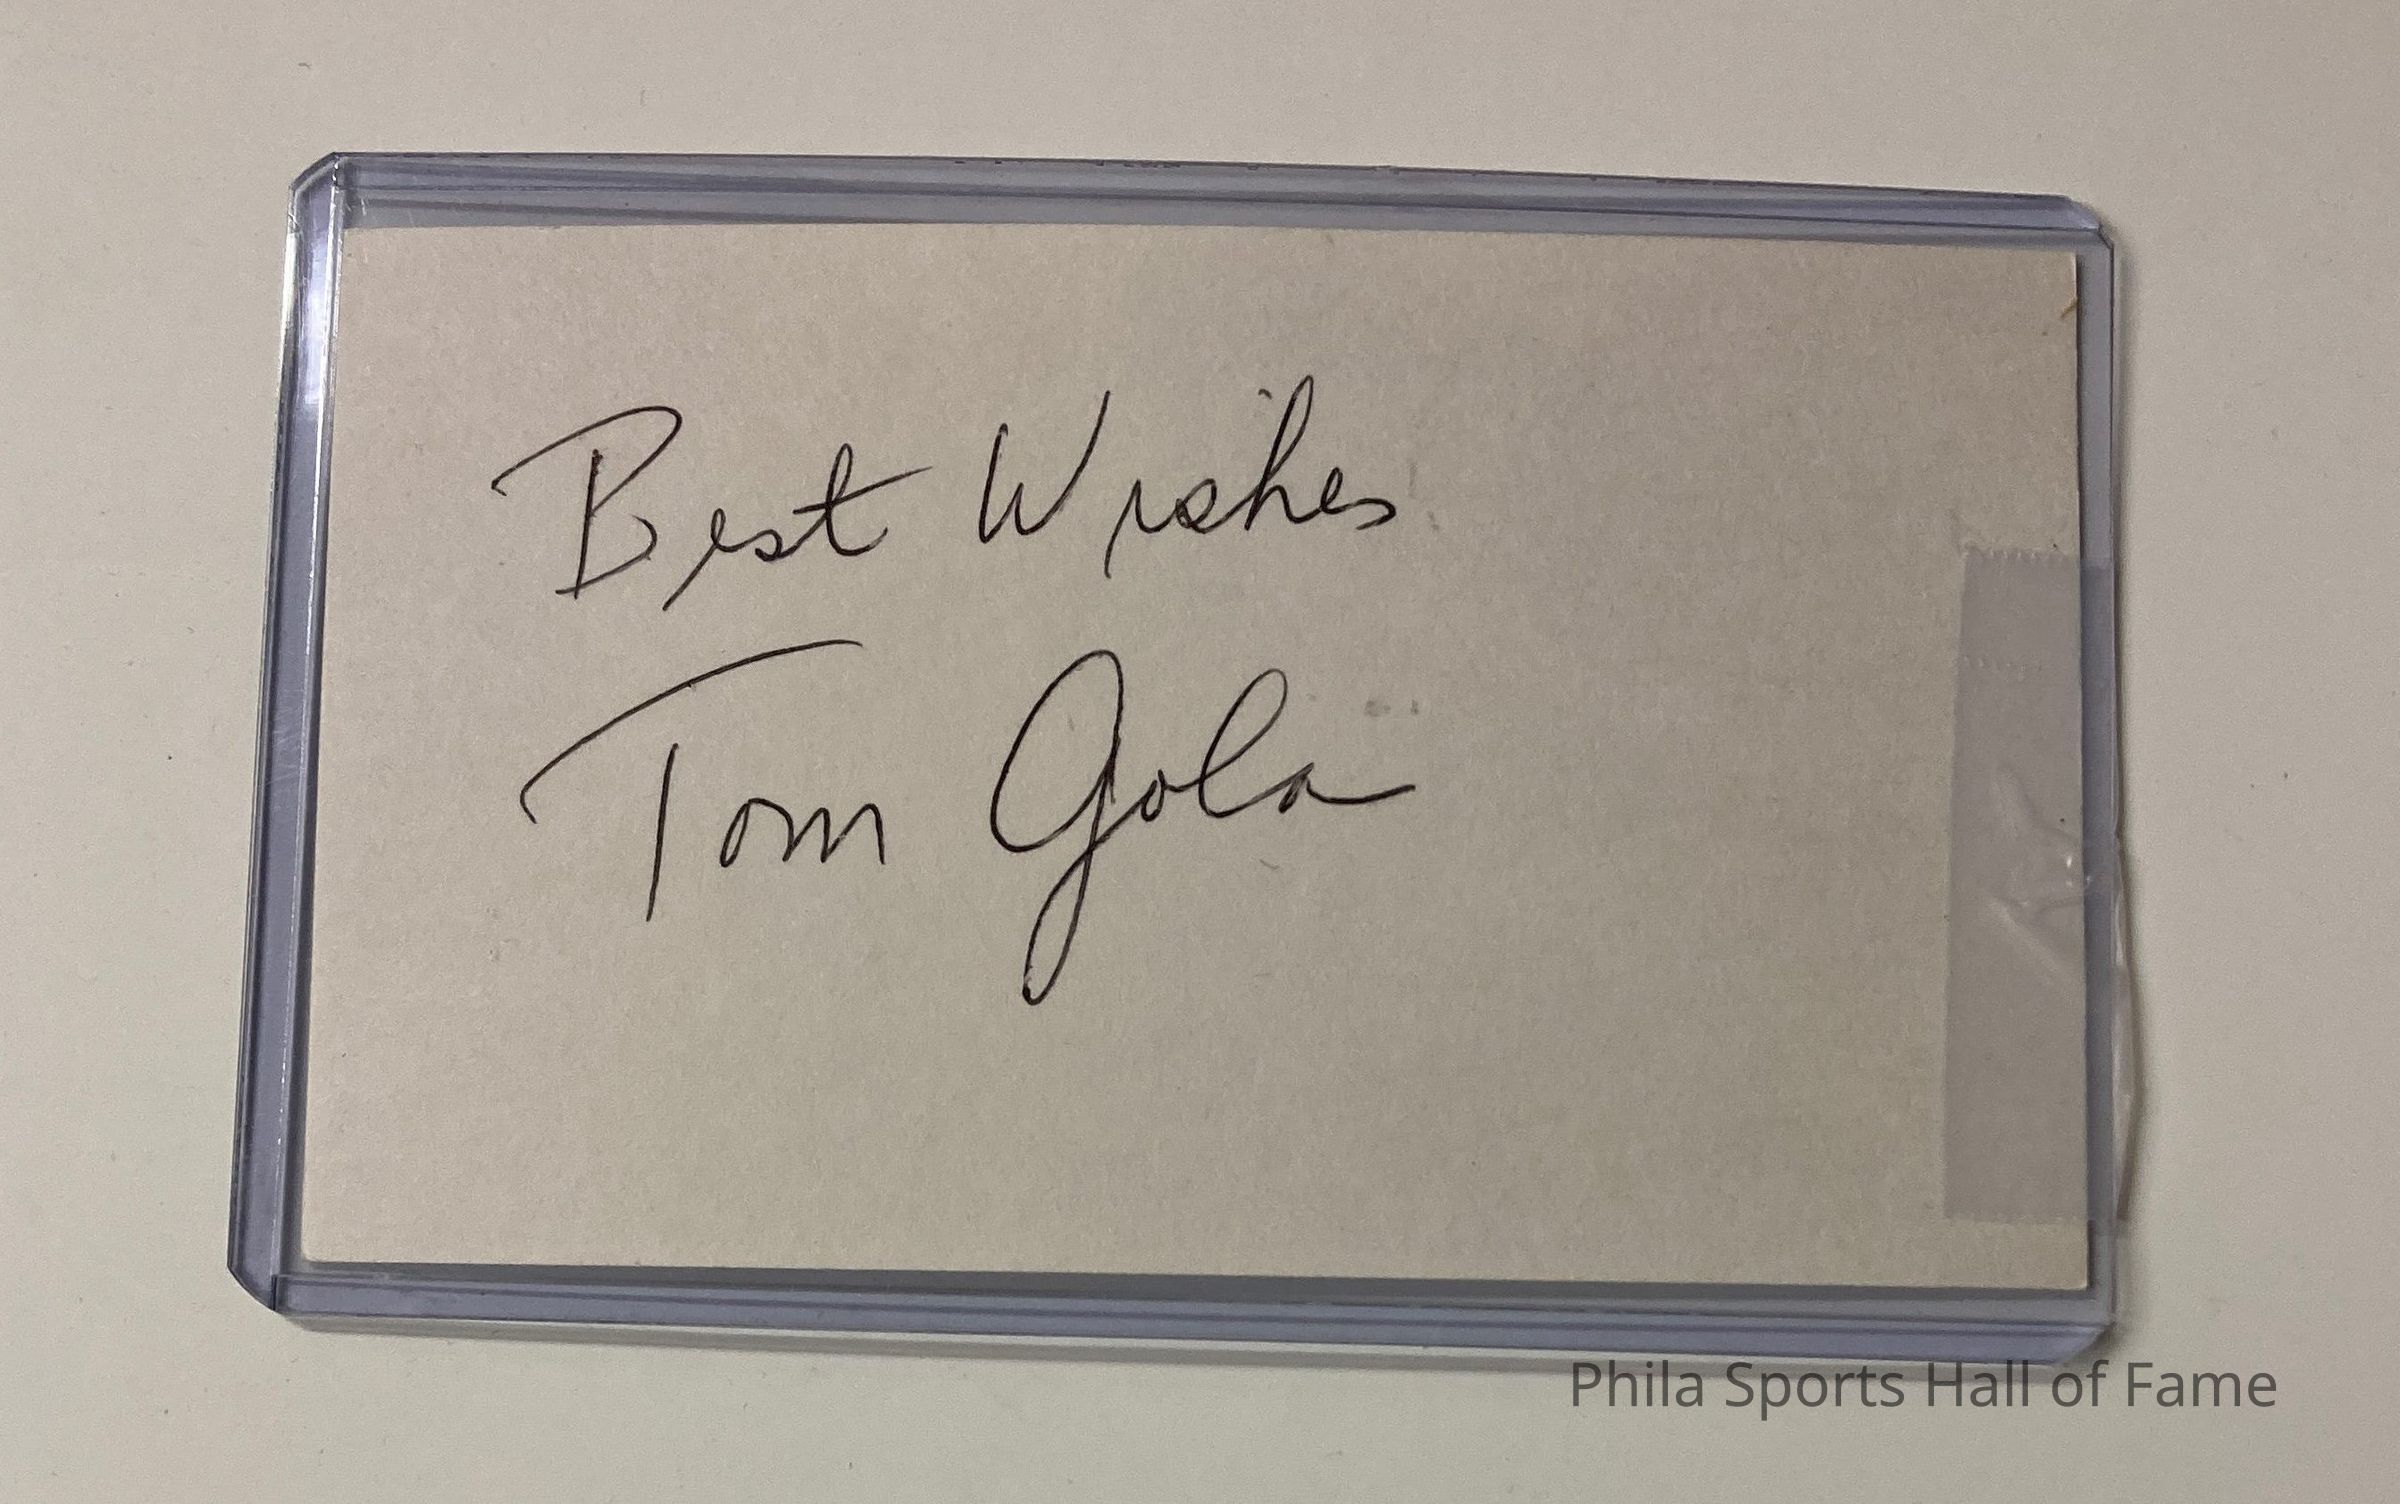 Best Wishes
Tom Gola
Phila Sports Hall of Fame